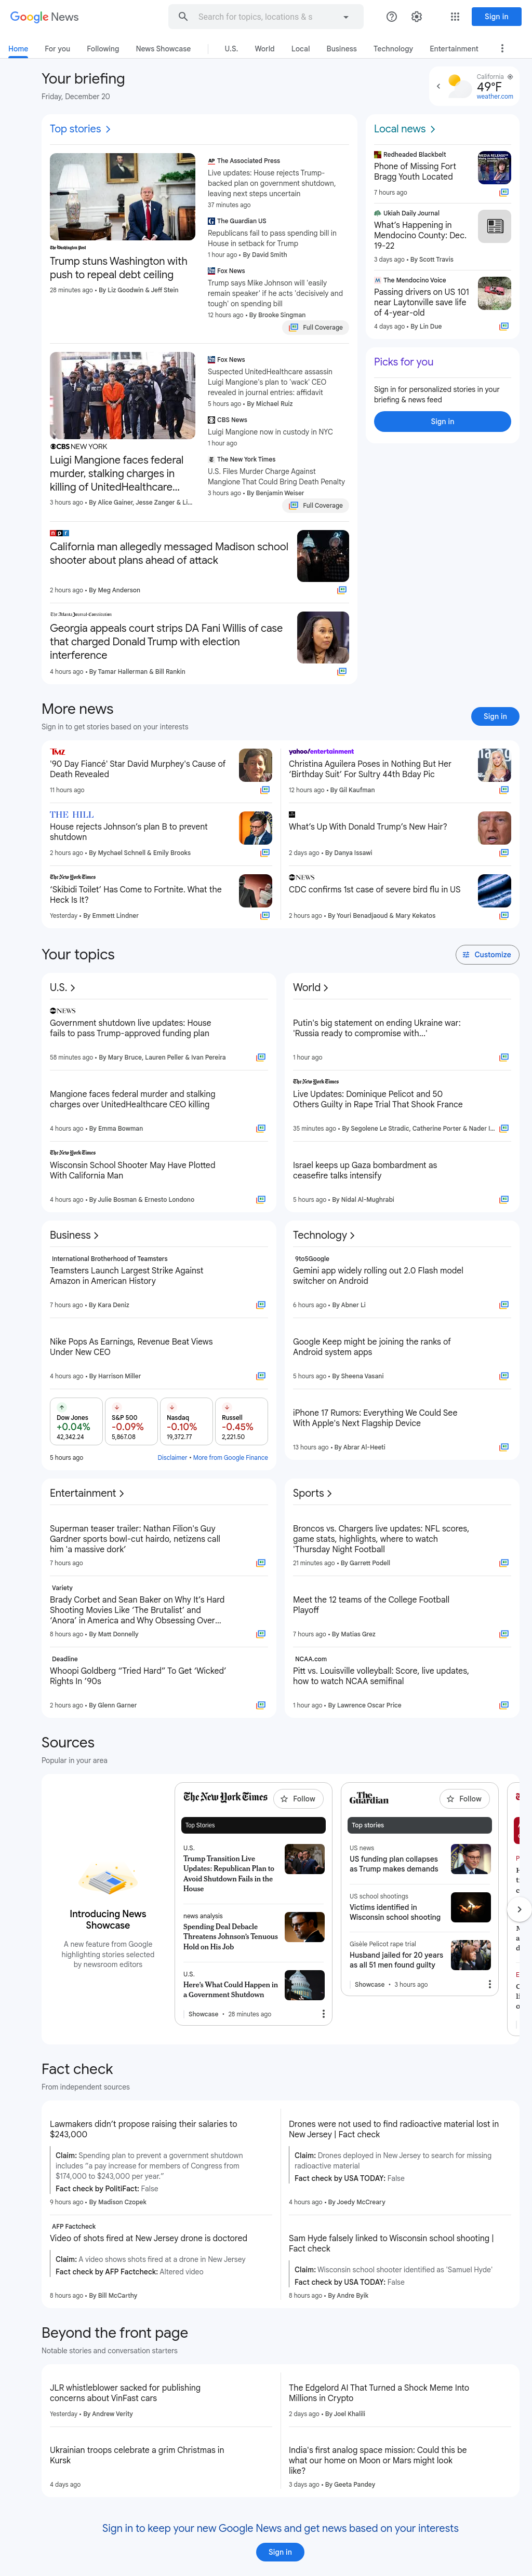 Google News
Search for topics, locations & s
Sign in
Home
For you
Following
News Showcase
U.S.
World
Local
Business
Technology
Entertainment
Your briefing
Friday, December 20
California
49°F
weather.com
Top stories
The Washington Post
Trump stuns Washington with
push to repeal debt ceiling
28 minutes ago • By Liz Goodwin & Jeff Stein
The Associated Press
Live updates: House rejects Trump-
backed plan on government shutdown,
leaving next steps uncertain
37 minutes ago
The Guardian US
Republicans fail to pass spending bill in
House in setback for Trump
1 hour ago • By David Smith
Fox News
Trump says Mike Johnson will 'easily
remain speaker' if he acts 'decisively and
tough' on spending bill
12 hours ago • By Brooke Singman
Full Coverage
CBS NEW YORK
Luigi Mangione faces federal
murder, stalking charges in
killing of UnitedHealthcare...
3 hours ago • By Alice Gainer, Jesse Zanger & Li...
Fox News
Suspected UnitedHealthcare assassin
Luigi Mangione's plan to 'wack' CEO
revealed in journal entries: affidavit
5 hours ago • By Michael Ruiz
CBS News
Luigi Mangione now in custody in NYC
1 hour ago
The New York Times
U.S. Files Murder Charge Against
Mangione That Could Bring Death Penalty
3 hours ago • By Benjamin Weiser
Full Coverage
npr
California man allegedly messaged Madison school
shooter about plans ahead of attack
2 hours ago • By Meg Anderson
The Atlanta Journal-Constitution
Georgia appeals court strips DA Fani Willis of case
that charged Donald Trump with election
interference
4 hours ago • By Tamar Hallerman & Bill Rankin
Local news
Redheaded Blackbelt
Phone of Missing Fort
Bragg Youth Located
7 hours ago
MEDIA RELEASE
Ukiah Daily Journal
What's Happening in
Mendocino County: Dec.
19-22
3 days ago • By Scott Travis
The Mendocino Voice
Passing drivers on US 101
near Laytonville save life
of 4-year-old
4 days ago • By Lin Due
Picks for you
Sign in for personalized stories in your
briefing & news feed
Sign in
More news
Sign in to get stories based on your interests
Sign in
TMZ
'90 Day Fiancé' Star David Murphey's Cause of
Death Revealed
11 hours ago
yahoo!entertainment
Christina Aguilera Poses in Nothing But Her
'Birthday Suit' For Sultry 44th Bday Pic
12 hours ago • By Gil Kaufman
THE HILL
House rejects Johnson's plan B to prevent
shutdown
2 hours ago • By Mychael Schnell & Emily Brooks
What's Up With Donald Trump's New Hair?
2 days ago • By Danya Issawi
The New York Times
'Skibidi Toilet' Has Come to Fortnite. What the
Heck Is It?
Yesterday • By Emmett Lindner
abc NEWS
CDC confirms 1st case of severe bird flu in US
2 hours ago • By Youri Benadjaoud & Mary Kekatos
Your topics
Customize
U.S.
abc NEWS
Government shutdown live updates: House
fails to pass Trump-approved funding plan
58 minutes ago • By Mary Bruce, Lauren Peller & Ivan Pereira
Mangione faces federal murder and stalking
charges over UnitedHealthcare CEO killing
4 hours ago • By Emma Bowman
The New York Times
Wisconsin School Shooter May Have Plotted
With California Man
4 hours ago • By Julie Bosman & Ernesto Londono
World
Putin's big statement on ending Ukraine war:
'Russia ready to compromise with...'
1 hour ago
The New York Times
Live Updates: Dominique Pelicot and 50
Others Guilty in Rape Trial That Shook France
35 minutes ago • By Segolene Le Stradic, Catherine Porter & Nader I...
Israel keeps up Gaza bombardment as
ceasefire talks intensify
5 hours ago • By Nidal Al-Mughrabi
Business
International Brotherhood of Teamsters
Teamsters Launch Largest Strike Against
Amazon in American History
7 hours ago • By Kara Deniz
Nike Pops As Earnings, Revenue Beat Views
Under New CEO
4 hours ago • By Harrison Miller
Dow Jones
+0.04%
42,342.24
S&P 500
-0.09%
5,867.08
Nasdaq
-0.10%
19,372.77
Russell
-0.45%
2,221.50
5 hours ago
Disclaimer • More from Google Finance
Technology
9to5Google
Gemini app widely rolling out 2.0 Flash model
switcher on Android
6 hours ago • By Abner Li
Google Keep might be joining the ranks of
Android system apps
5 hours ago • By Sheena Vasani
iPhone 17 Rumors: Everything We Could See
With Apple's Next Flagship Device
13 hours ago • By Abrar Al-Heeti
Entertainment
Superman teaser trailer: Nathan Filion's Guy
Gardner sports bowl-cut hairdo, netizens call
him 'a massive dork'
7 hours ago
Variety
Brady Corbet and Sean Baker on Why It's Hard
Shooting Movies Like 'The Brutalist' and
'Anora' in America and Why Obsessing Over...
8 hours ago • By Matt Donnelly
Deadline
Whoopi Goldberg "Tried Hard" To Get 'Wicked'
Rights In '90s
2 hours ago • By Glenn Garner
Sports
Broncos vs. Chargers live updates: NFL scores,
game stats, highlights, where to watch
'Thursday Night Football
21 minutes ago • By Garrett Podell
Meet the 12 teams of the College Football
Playoff
7 hours ago • By Matias Grez
NCAA.com
Pitt vs. Louisville volleyball: Score, live updates,
how to watch NCAA semifinal
1 hour ago • By Lawrence Oscar Price
Sources
Popular in your area
Introducing News
Showcase
A new feature from Google
highlighting stories selected
by newsroom editors
The New York Times
Follow
Top Stories
U.S.
Trump Transition Live
Updates: Republican Plan to
Avoid Shutdown Fails in the
House
news analysis
Spending Deal Debacle
Threatens Johnson's Tenuous
Hold on His Job
U.S.
Here's What Could Happen in
a Government Shutdown
Showcase • 28 minutes ago
The Guardian
Follow
Top stories
US news
US funding plan collapses
as Trump makes demands
US school shootings
Victims identified in
Wisconsin school shooting
Gisèle Pelicot rape trial
Husband jailed for 20 years
as all 51 men found guilty
Showcase • 3 hours ago
Fact check
From independent sources
Lawmakers didn't propose raising their salaries to
$243,000
Claim: Spending plan to prevent a government shutdown
includes "a pay increase for members of Congress from
$174,000 to $243,000 per year."
Fact check by PolitiFact: False
9 hours ago • By Madison Czopek
Drones were not used to find radioactive material lost in
New Jersey | Fact check
Claim: Drones deployed in New Jersey to search for missing
radioactive material
Fact check by USA TODAY: False
4 hours ago • By Joedy McCreary
AFP Factcheck
Video of shots fired at New Jersey drone is doctored
Claim: A video shows shots fired at a drone in New Jersey
Fact check by AFP Factcheck: Altered video
8 hours ago • By Bill McCarthy
Sam Hyde falsely linked to Wisconsin school shooting |
Fact check
Claim: Wisconsin school shooter identified as 'Samuel Hyde'
Fact check by USA TODAY: False
8 hours ago • By Andre Byik
Beyond the front page
Notable stories and conversation starters
JLR whistleblower sacked for publishing
concerns about VinFast cars
Yesterday • By Andrew Verity
The Edgelord AI That Turned a Shock Meme Into
Millions in Crypto
2 days ago • By Joel Khalili
Ukrainian troops celebrate a grim Christmas in
Kursk
4 days ago
India's first analog space mission: Could this be
what our home on Moon or Mars might look
like?
3 days ago • By Geeta Pandey
Sign in to keep your new Google News and get news based on your interests
Sign in